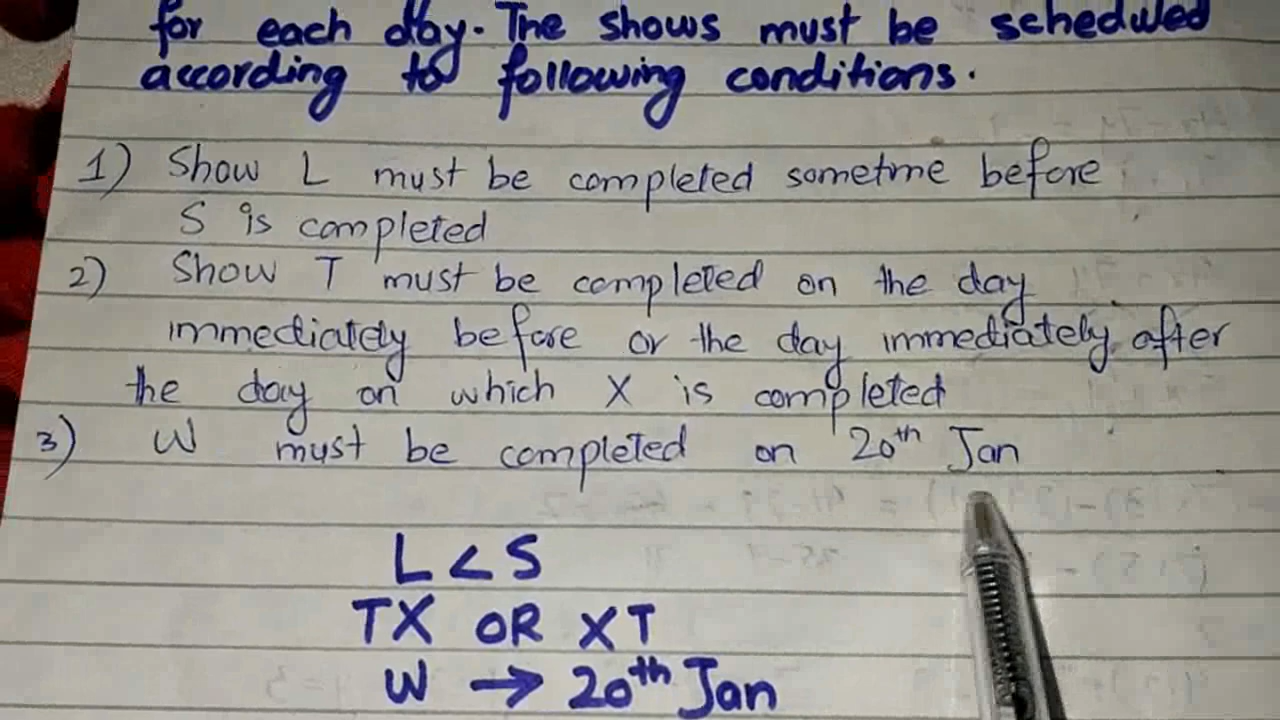 for each day. The shows must be scheduled
according to following conditions.
1) Show L must be completed sometime before
S is completed
2) Show T must be completed on the day
immediately before or the day immediately after
the day on which X is completed
3) W must be completed on 20th Jan
L < S
TX OR XT
W → 20th Jan